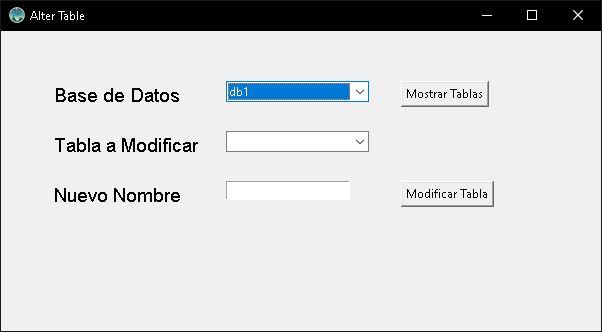 Alter Table
Base de Datos db1 Mostrar Tablas
Tabla a Modificar
Nuevo Nombre Modificar Tabla